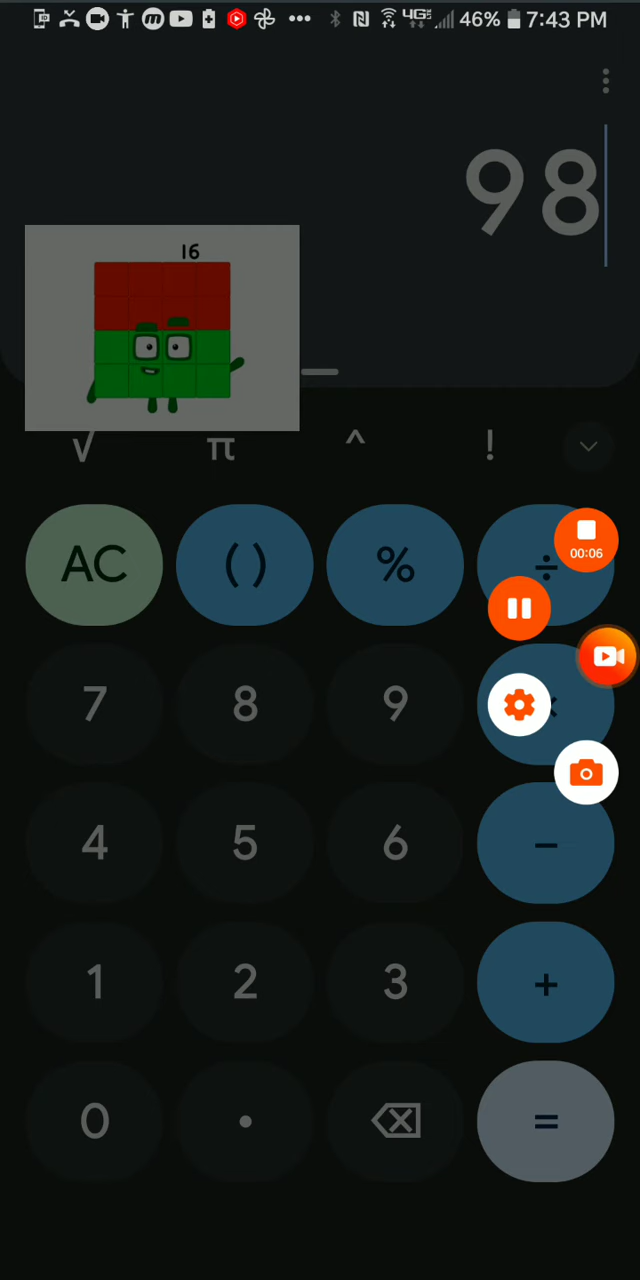 46% 7:43 PM
98
16
√ π ^ !
AC () % ÷
00:06
7 8 9
4 5 6 −
1 2 3 +
0 . =